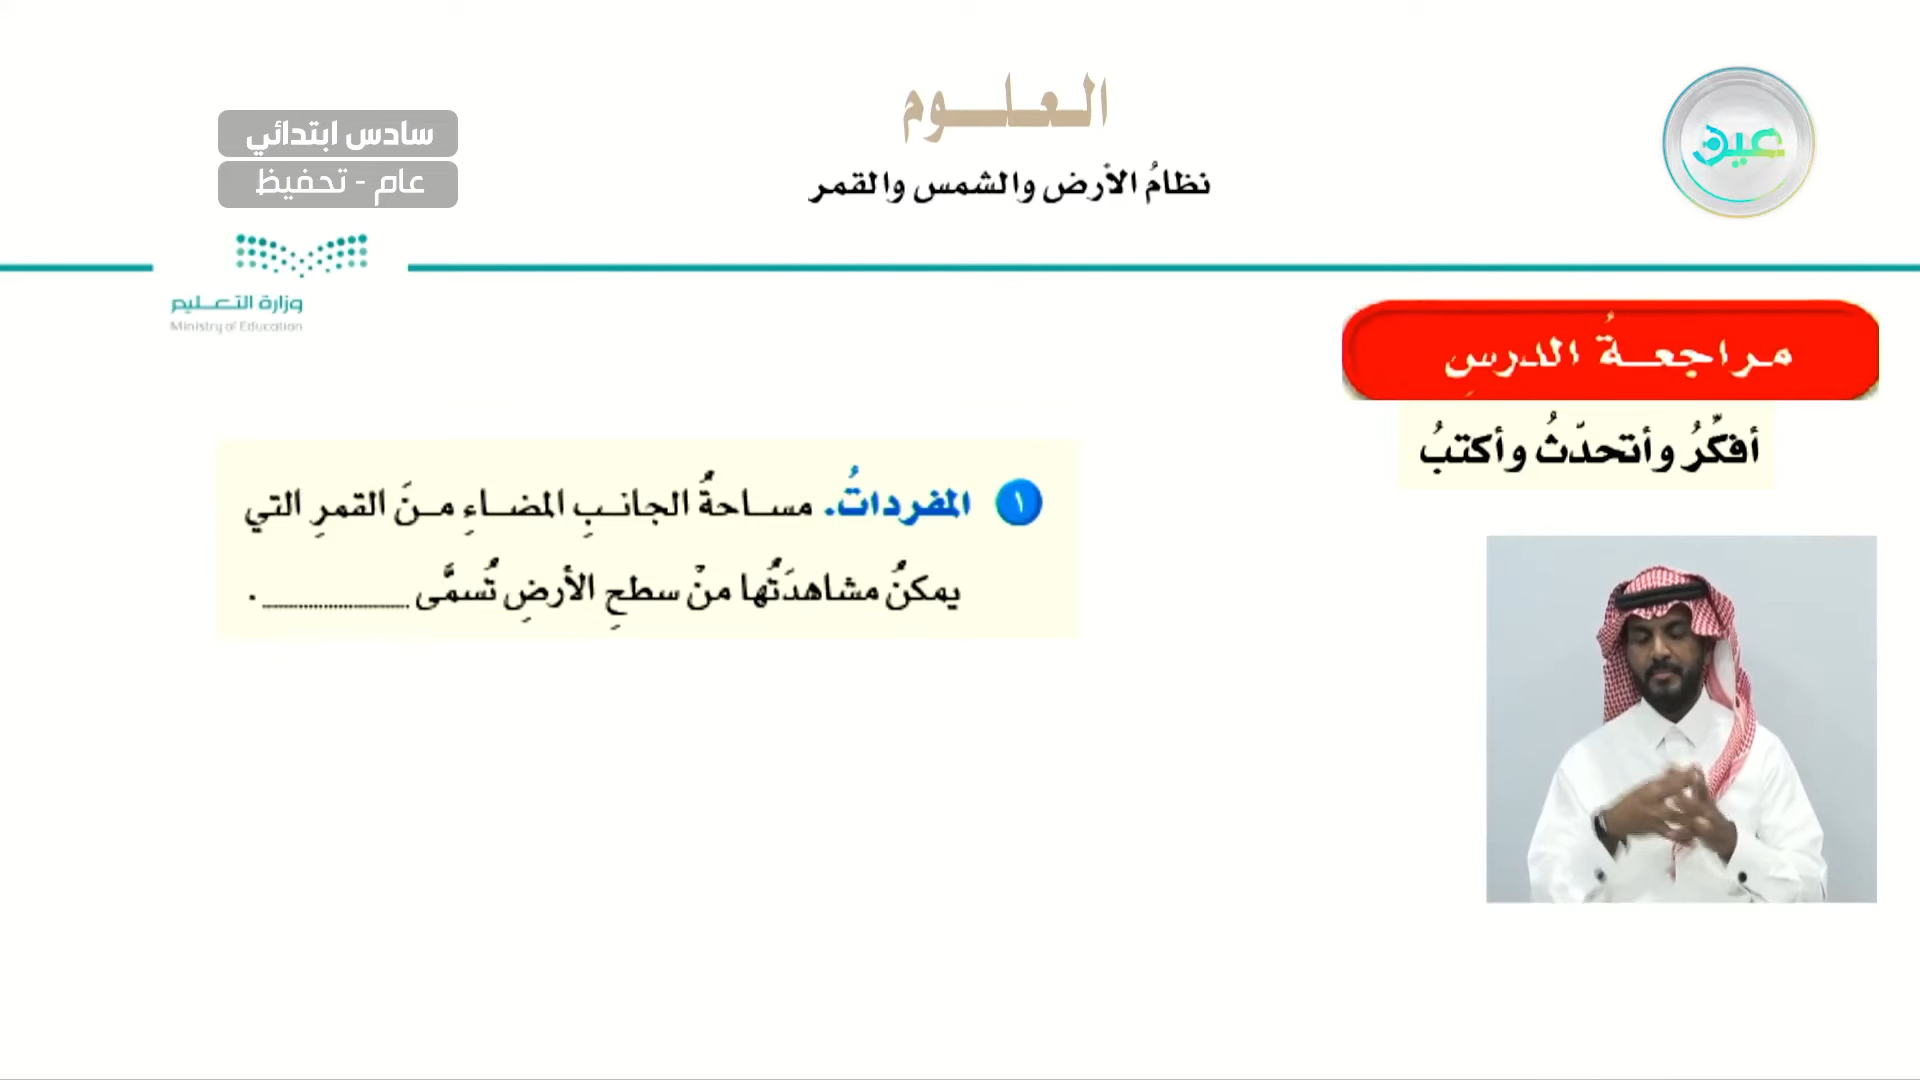 العلوم
نظامُ الأرض والشمس والقمر
عين
سادس ابتدائي
عام - تحفيظ
وزارة التعليم
Ministry of Education
مراجعةُ الدرسِ
أفكِّرُ وأتحدّثُ وأكتبُ
١ المفرداتُ. مساحةُ الجانبِ المضاءِ منَ القمرِ التي
يمكنُ مشاهدَتُها منْ سطحِ الأرضِ تُسمَّى ............ .